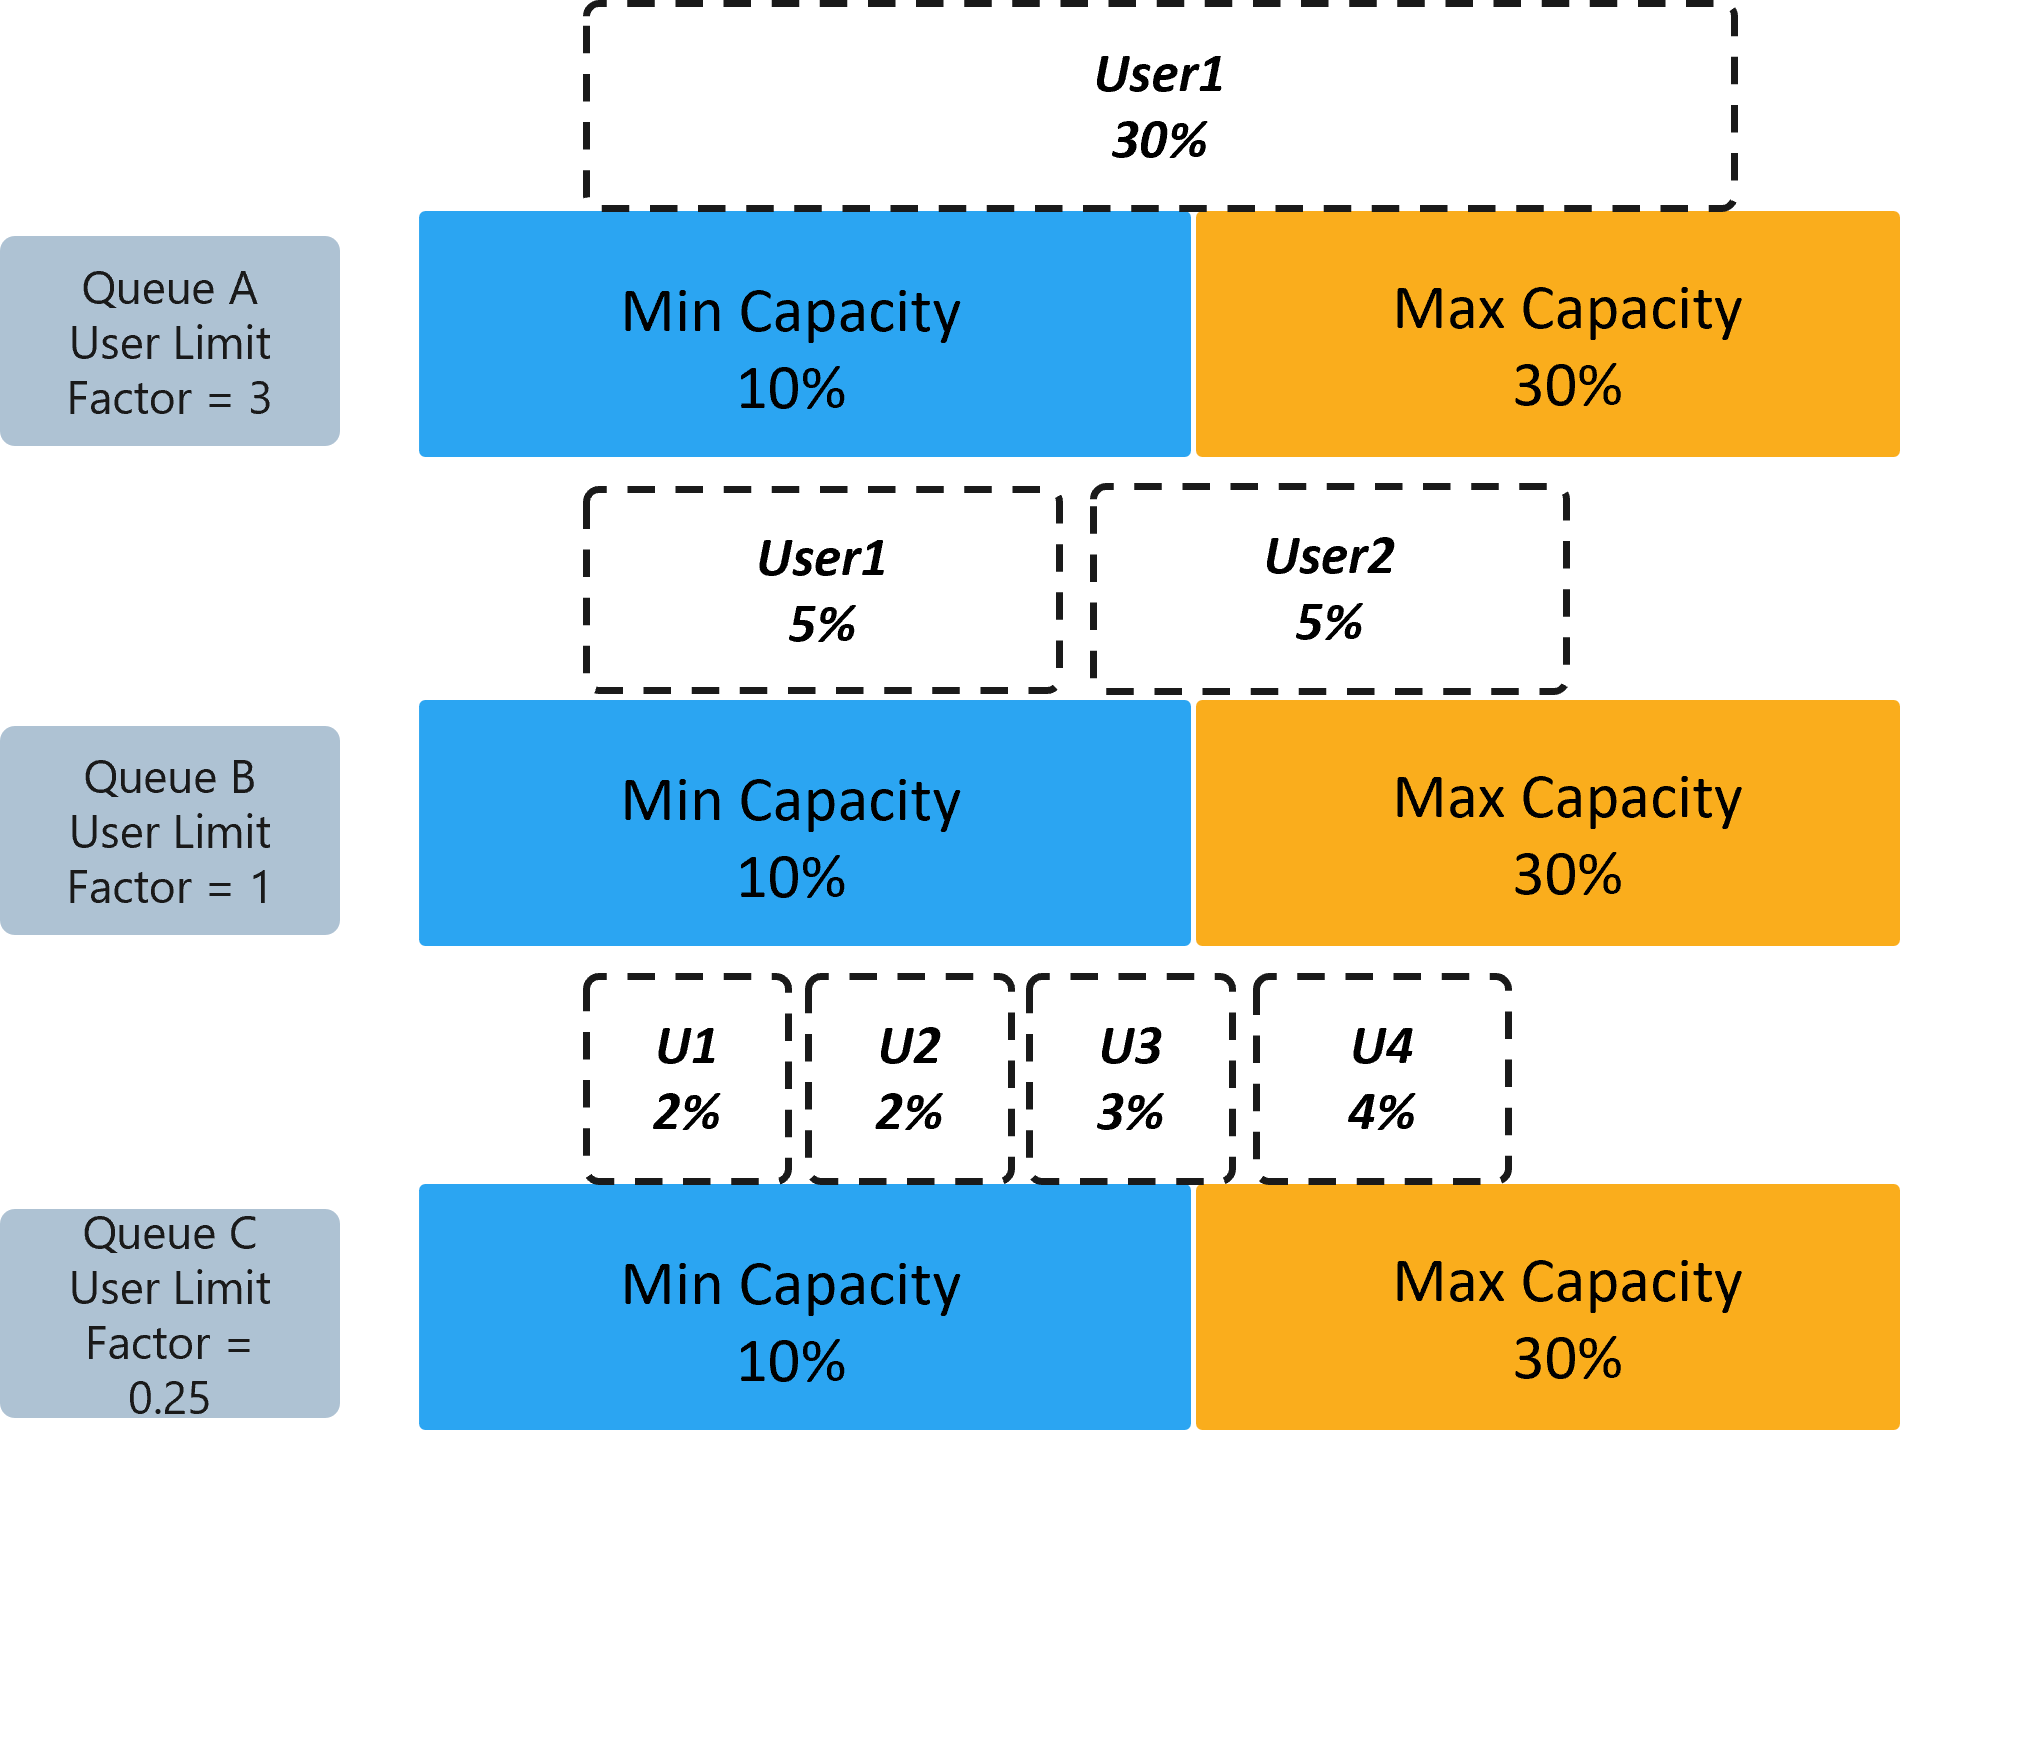 User1
30%
Queue A
User Limit
Factor = 3
Min Capacity
10%
Max Capacity
30%
User1
5%
User2
5%
Queue B
User Limit
Factor = 1
Min Capacity
10%
Max Capacity
30%
U1
2%
U2
2%
U3
3%
U4
4%
Queue C
User Limit
Factor =
0.25
Min Capacity
10%
Max Capacity
30%